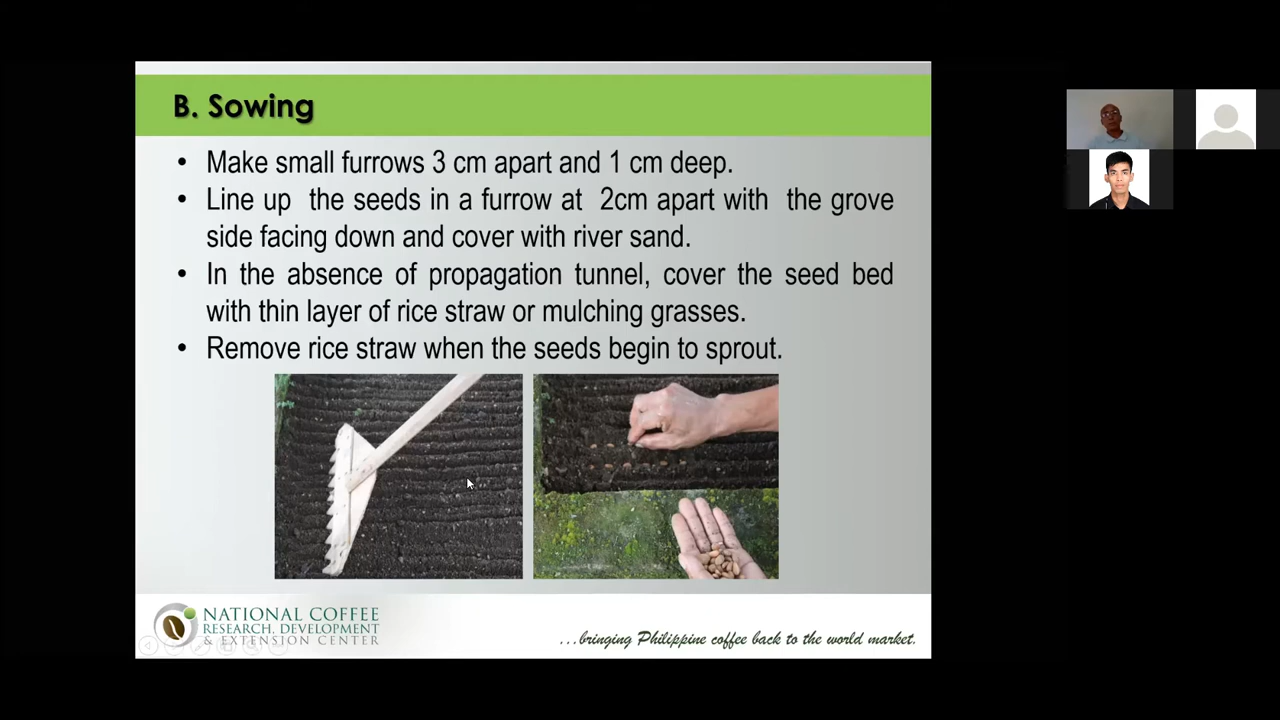 B. Sowing
• Make small furrows 3 cm apart and 1 cm deep.
• Line up the seeds in a furrow at 2cm apart with the grove
side facing down and cover with river sand.
• In the absence of propagation tunnel, cover the seed bed
with thin layer of rice straw or mulching grasses.
• Remove rice straw when the seeds begin to sprout.
NATIONAL COFFEE
RESEARCH, DEVELOPMENT
& EXTENSION CENTER
...bringing Philippine coffee back to the world market.